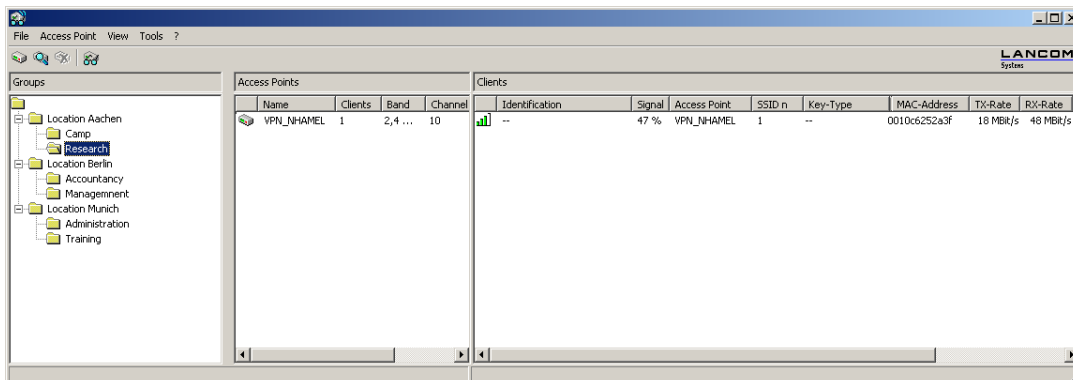 File Access Point View Tools ?
LANCOM
Systems
Groups
Access Points
Clients
Name Clients Band Channel
Identification Signal Access Point SSID n Key-Type MAC-Address TX-Rate RX-Rate
VPN_NHAMEL 1 2,4 ... 10
-- 47 % VPN_NHAMEL 1 -- 0010c6252a3f 18 MBit/s 48 MBit/s
Location Aachen
Camp
Research
Location Berlin
Accountancy
Managemnent
Location Munich
Administration
Training